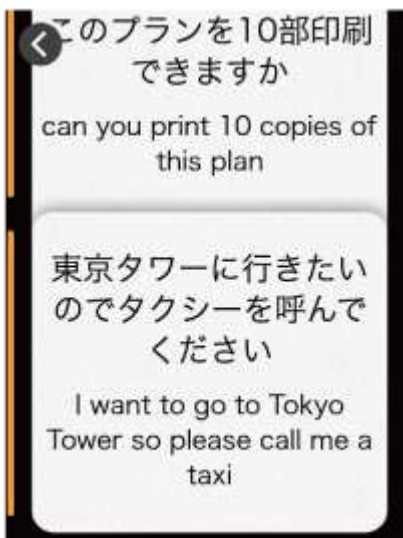 このプランを10部印刷
できますか
can you print 10 copies of
this plan
東京タワーに行きたい
のでタクシーを呼んで
ください
I want to go to Tokyo
Tower so please call me a
taxi